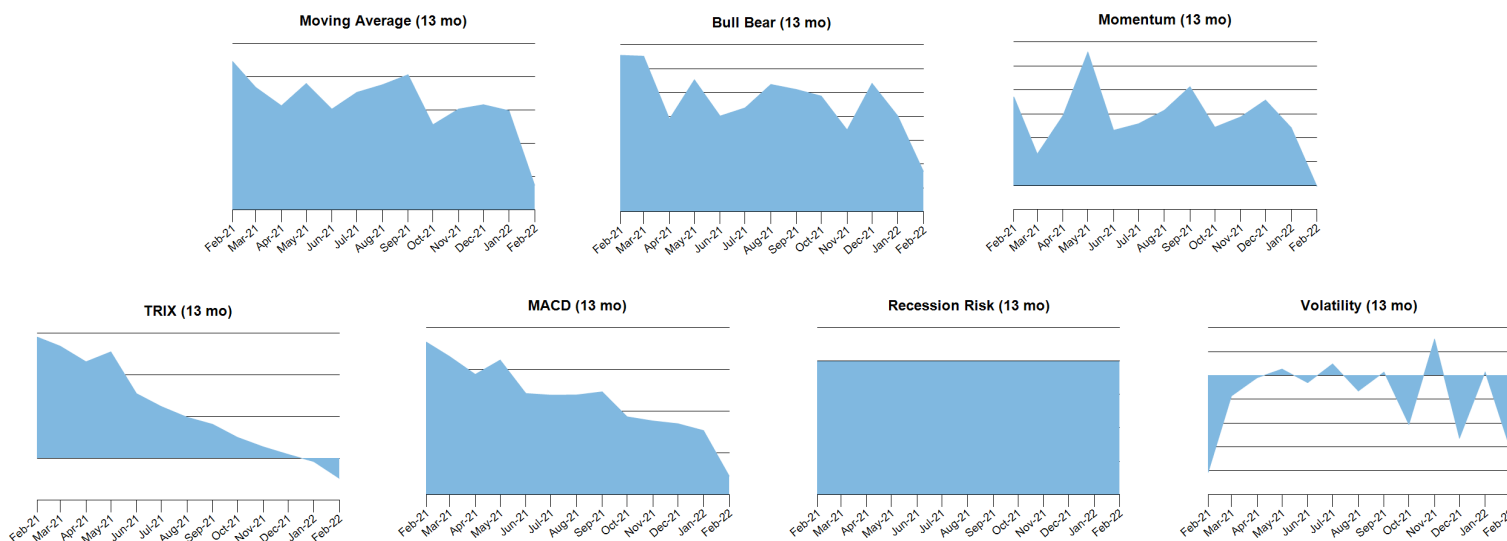 Moving Average (13 mo)
Feb-21 Mar-21 Apr-21 May-21 Jun-21 Jul-21 Aug-21 Sep-21 Oct-21 Nov-21 Dec-21 Jan-22 Feb-22
Bull Bear (13 mo)
Feb-21 Mar-21 Apr-21 May-21 Jun-21 Jul-21 Aug-21 Sep-21 Oct-21 Nov-21 Dec-21 Jan-22 Feb-22
Momentum (13 mo)
Feb-21 Mar-21 Apr-21 May-21 Jun-21 Jul-21 Aug-21 Sep-21 Oct-21 Nov-21 Dec-21 Jan-22 Feb-22
TRIX (13 mo)
Feb-21 Mar-21 Apr-21 May-21 Jun-21 Jul-21 Aug-21 Sep-21 Oct-21 Nov-21 Dec-21 Jan-22 Feb-22
MACD (13 mo)
Feb-21 Mar-21 Apr-21 May-21 Jun-21 Jul-21 Aug-21 Sep-21 Oct-21 Nov-21 Dec-21 Jan-22 Feb-22
Recession Risk (13 mo)
Feb-21 Mar-21 Apr-21 May-21 Jun-21 Jul-21 Aug-21 Sep-21 Oct-21 Nov-21 Dec-21 Jan-22 Feb-22
Volatility (13 mo)
Feb-21 Mar-21 Apr-21 May-21 Jun-21 Jul-21 Aug-21 Sep-21 Oct-21 Nov-21 Dec-21 Jan-22 Feb-22